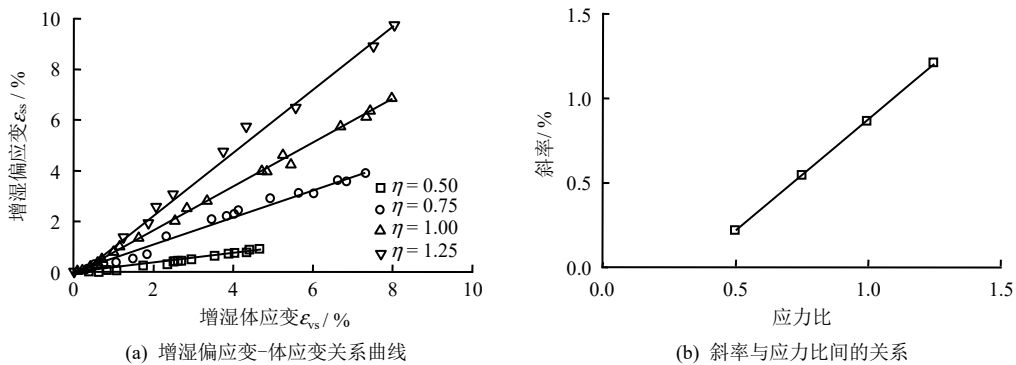 10
8
6
4
2
0
增湿偏应变εss / %
0 2 4 6 8 10
增湿体应变εvs / %
η = 0.50
η = 0.75
η = 1.00
η = 1.25
(a) 增湿偏应变-体应变关系曲线
1.5
1.0
0.5
0.0
斜率/ %
0.0 0.5 1.0 1.5
应力比
(b) 斜率与应力比间的关系